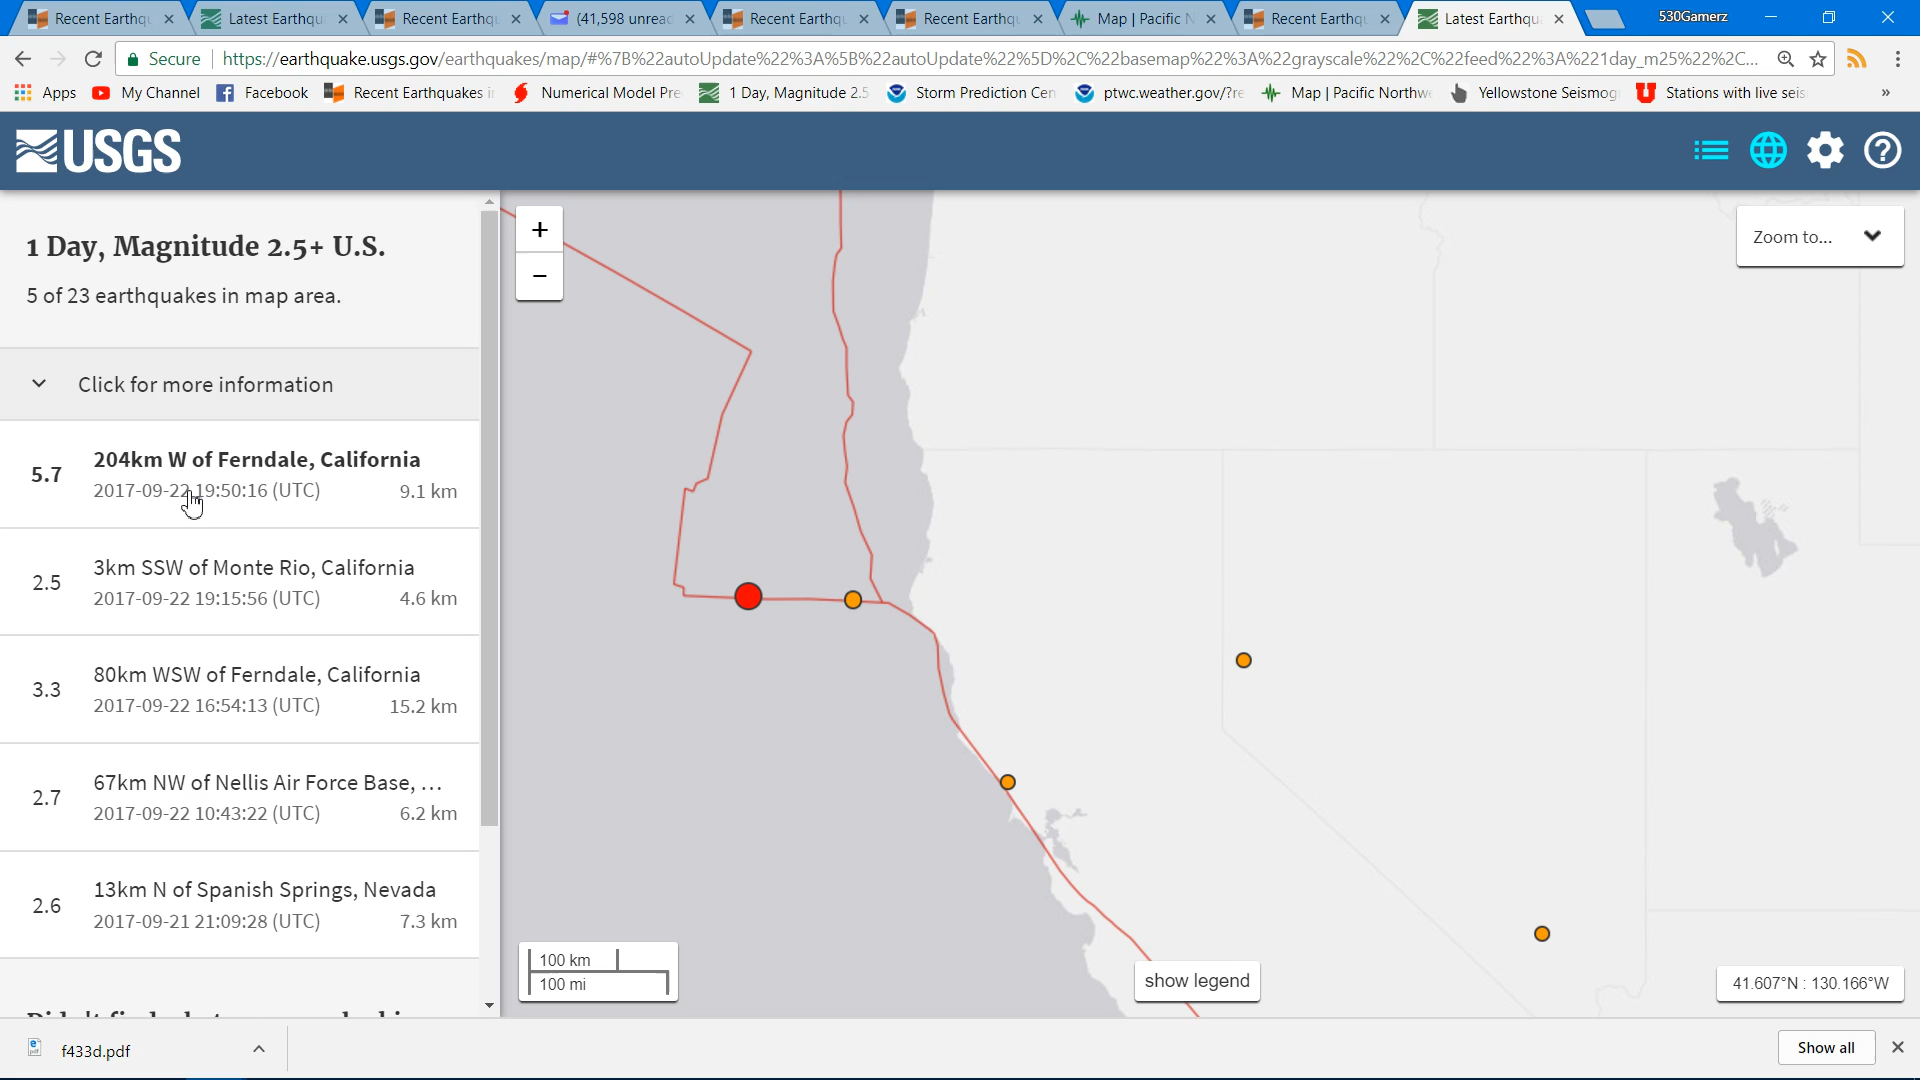 Recent Earthqu
Latest Earthqu
Recent Earthq
(41,598 unread
Recent Earthqu
Recent Earthqu
Map | Pacific N
Recent Earthqu
Latest Earthqu
530Gamerz
Secure
https://earthquake.usgs.gov/earthquakes/map/#%7B%22autoUpdate%22%3A%5B%22autoUpdate%22%5D%2C%22basemap%22%3A%22grayscale%22%2C%22feed%22%3A%221day_m25%22%2C...
Apps
My Channel
Facebook
Recent Earthquakes i
Numerical Model Pre
1 Day, Magnitude 2.5
Storm Prediction Cen
ptwc.weather.gov/?re
Map | Pacific Northwe
Yellowstone Seismog
Stations with live seis
»
USGS
1 Day, Magnitude 2.5+ U.S.
5 of 23 earthquakes in map area.
Click for more information
5.7
204km W of Ferndale, California
2017-09-22 19:50:16 (UTC) 9.1 km
2.5
3km SSW of Monte Rio, California
2017-09-22 19:15:56 (UTC) 4.6 km
3.3
80km WSW of Ferndale, California
2017-09-22 16:54:13 (UTC) 15.2 km
2.7
67km NW of Nellis Air Force Base, ...
2017-09-22 10:43:22 (UTC) 6.2 km
2.6
13km N of Spanish Springs, Nevada
2017-09-21 21:09:28 (UTC) 7.3 km
+
−
Zoom to...
100 km
100 mi
show legend
41.607°N : 130.166°W
f433d.pdf
Show all